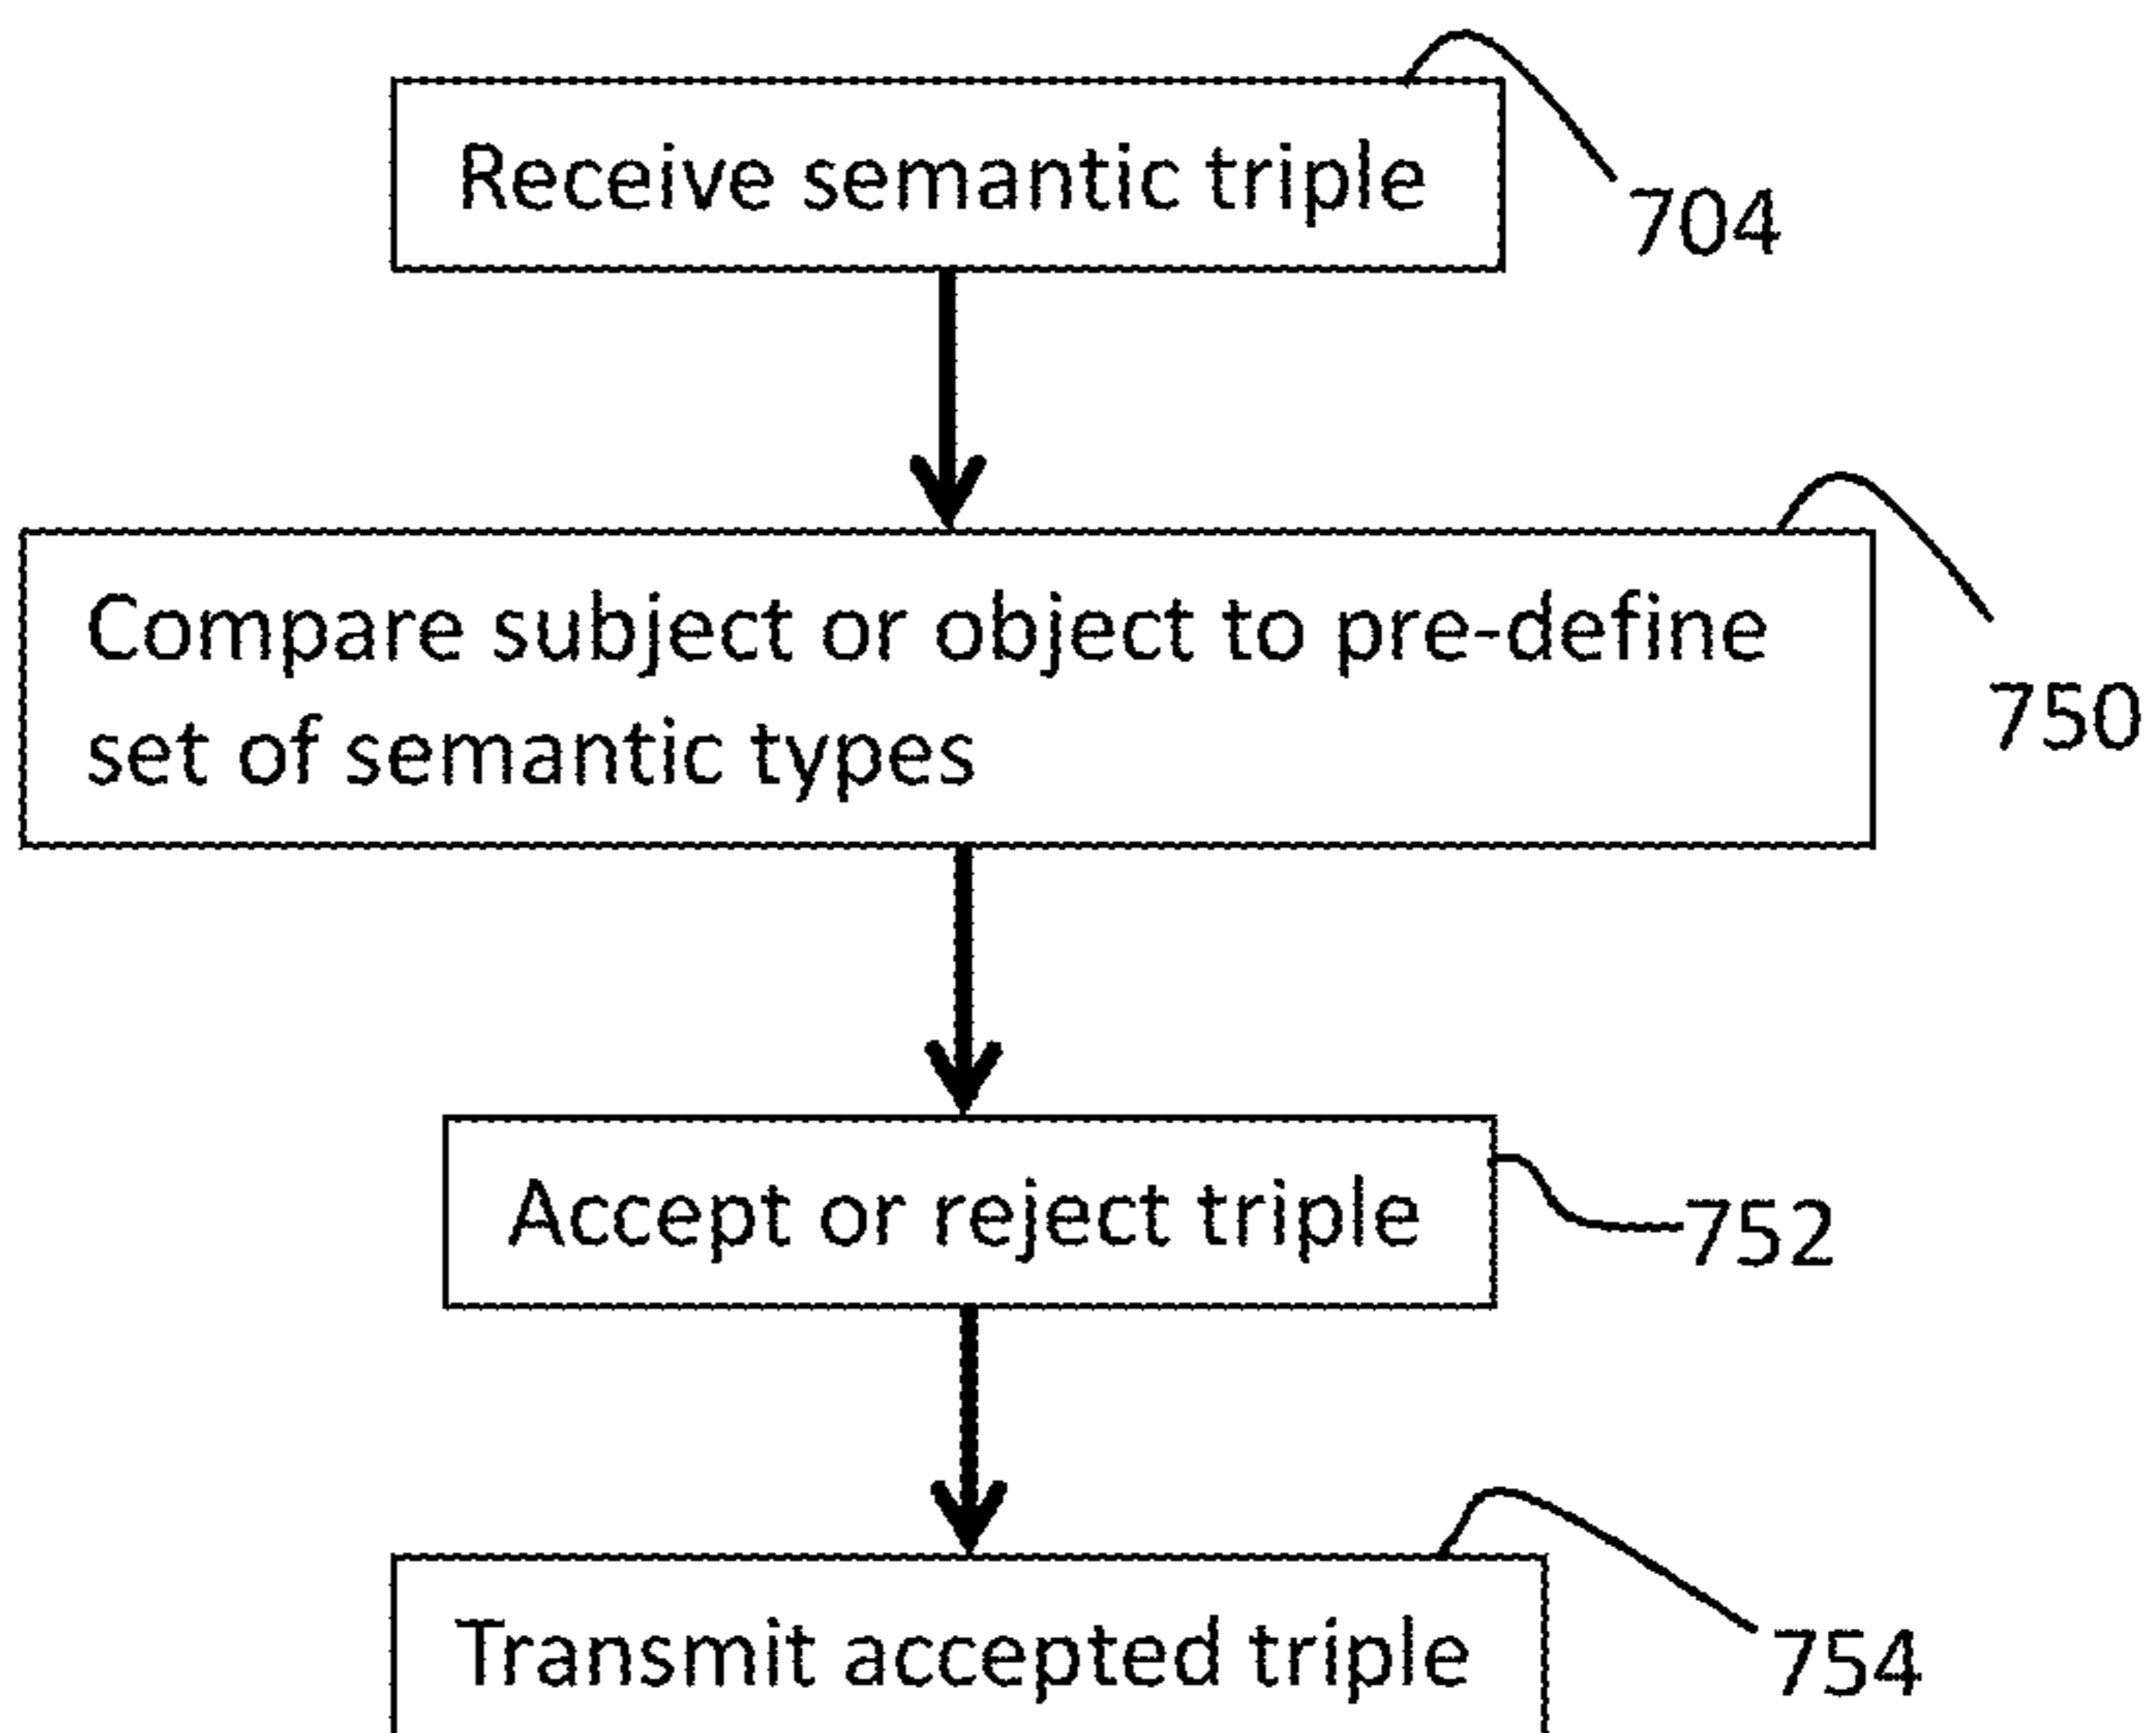 Receive semantic triple
704
Compare subject or object to pre-define
set of semantic types
750
Accept or reject triple
752
Transmit accepted triple
754